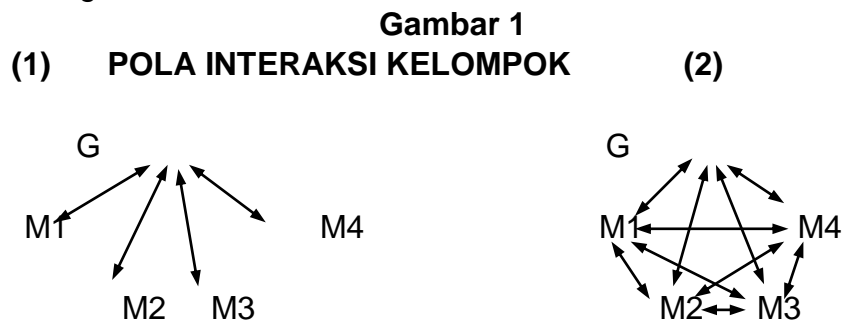 Gambar 1
(1) POLA INTERAKSI KELOMPOK (2)
G G
M1 M4 M1 M4
M2 M3 M2 M3